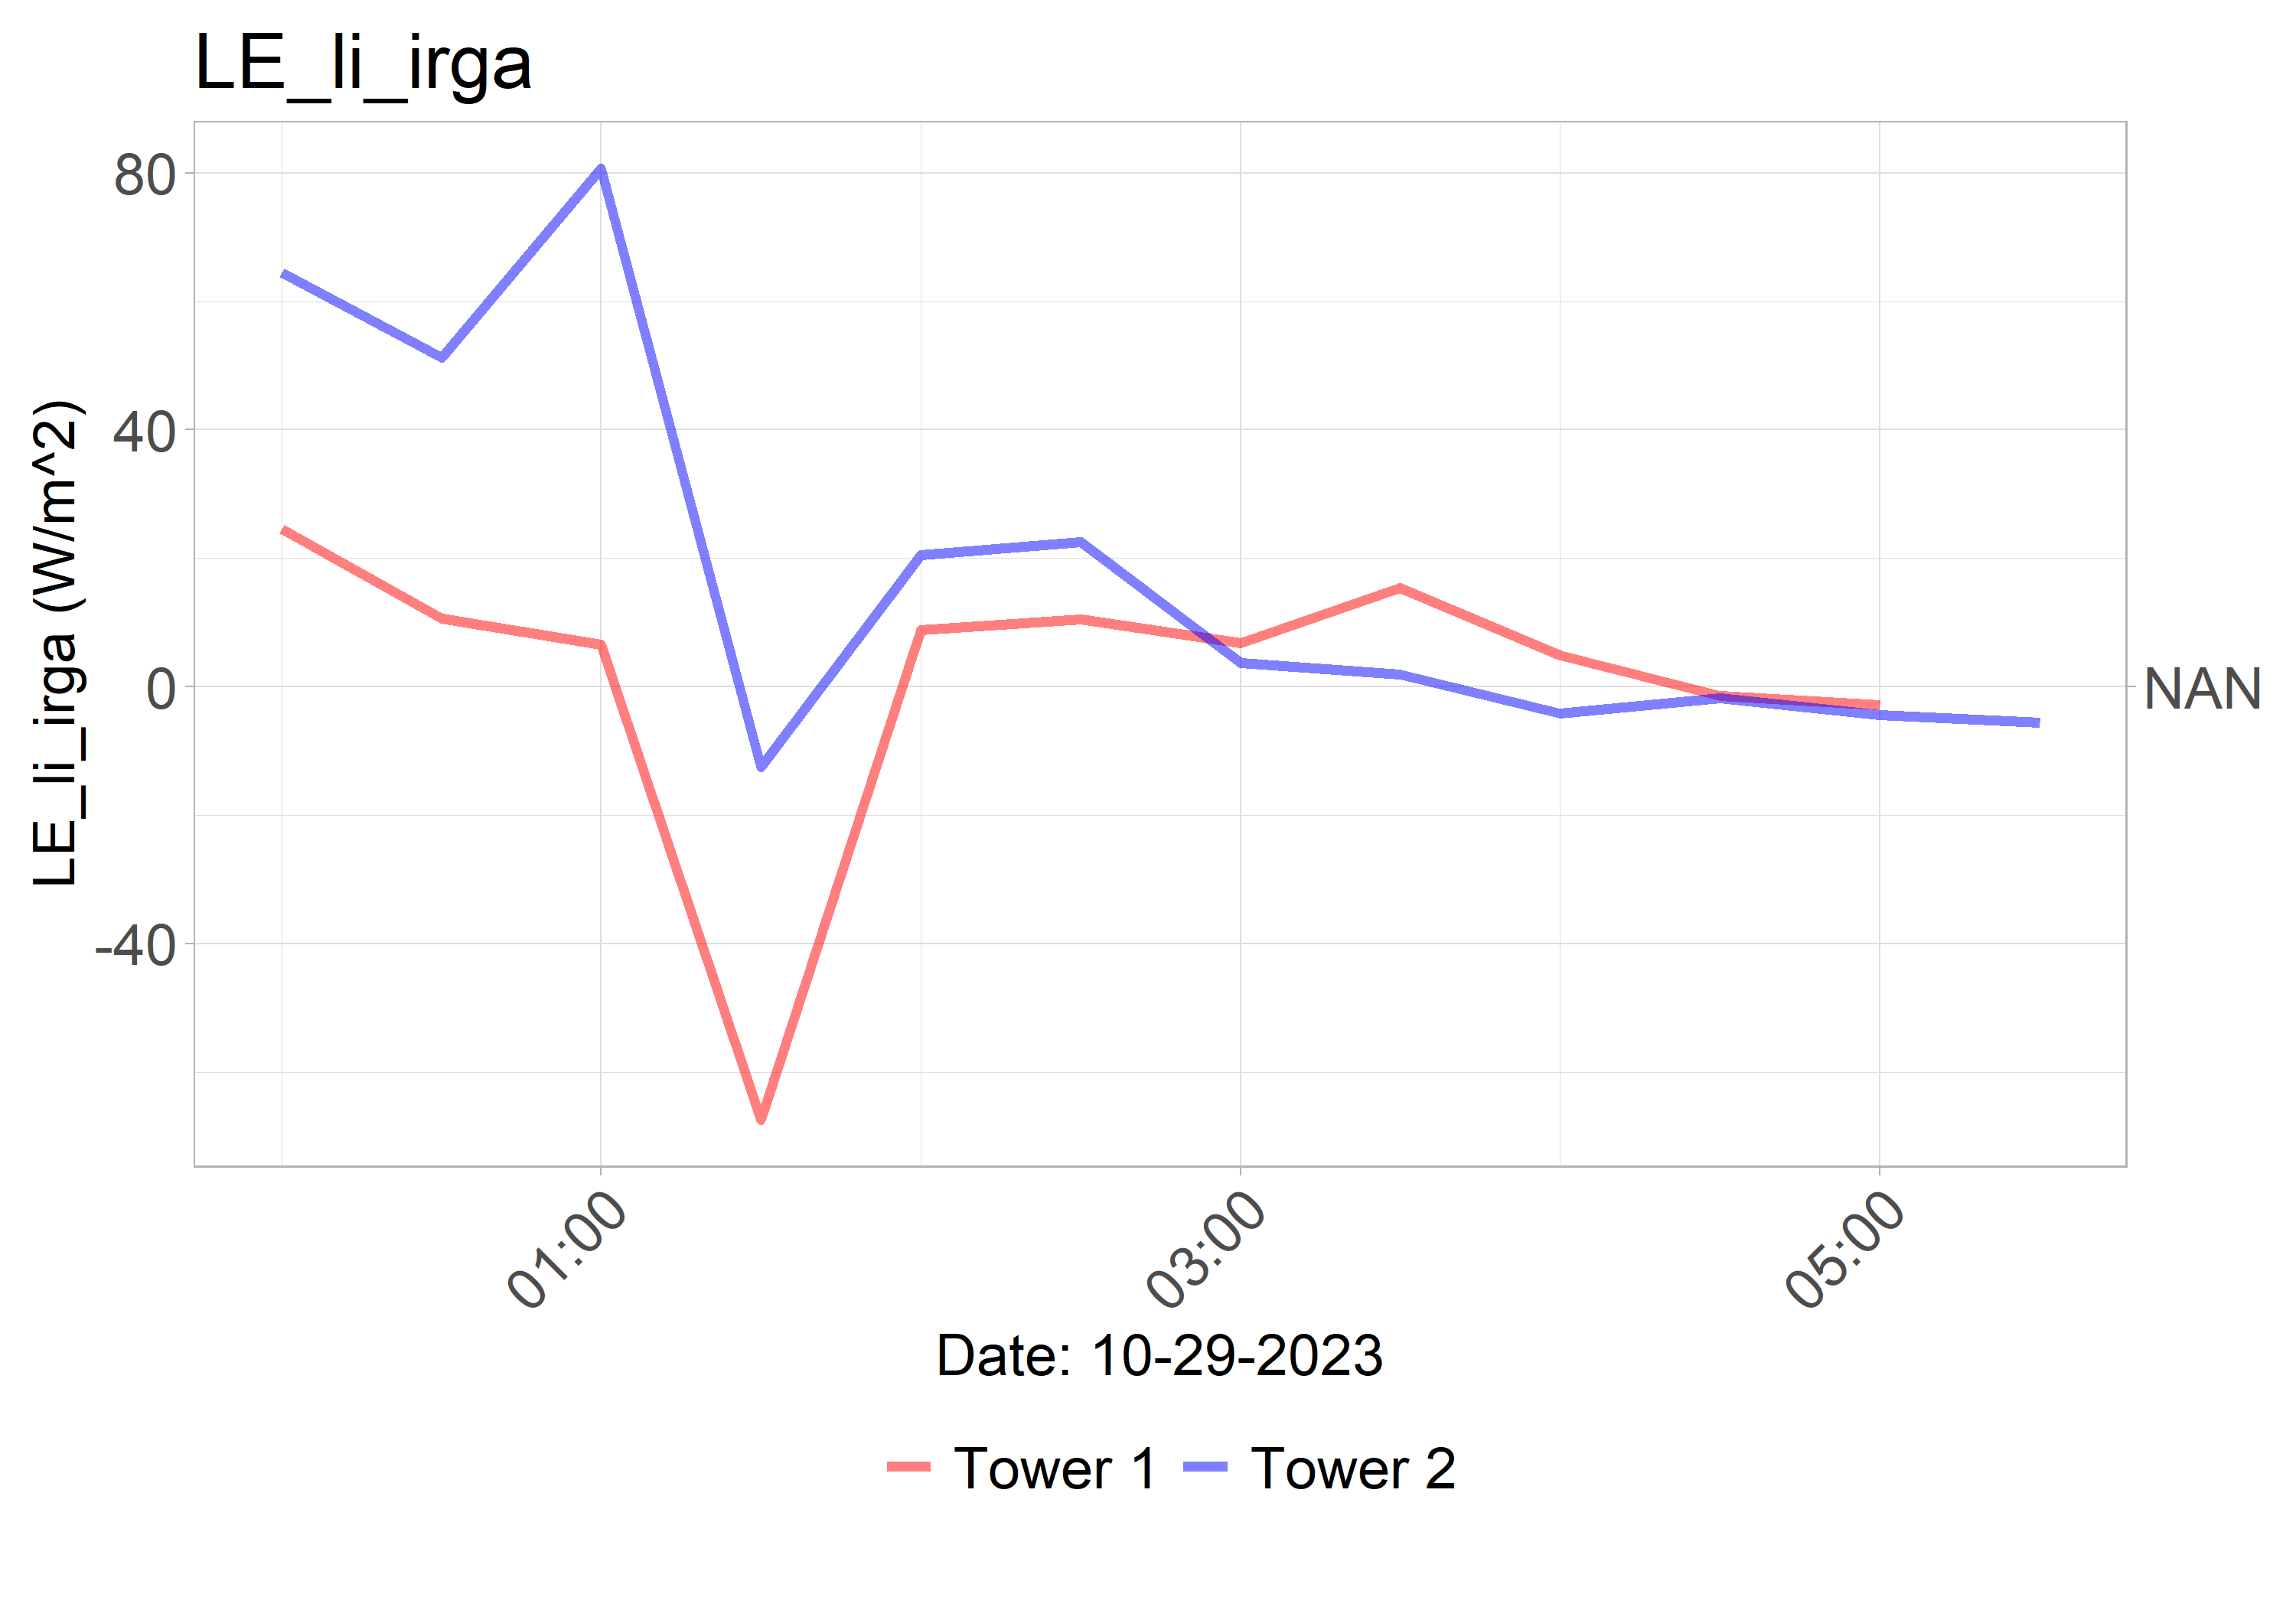 LE_li_irga
LE_li_irga (W/m^2)
80
40
0
-40
NAN
01:00
03:00
05:00
Date: 10-29-2023
Tower 1
Tower 2